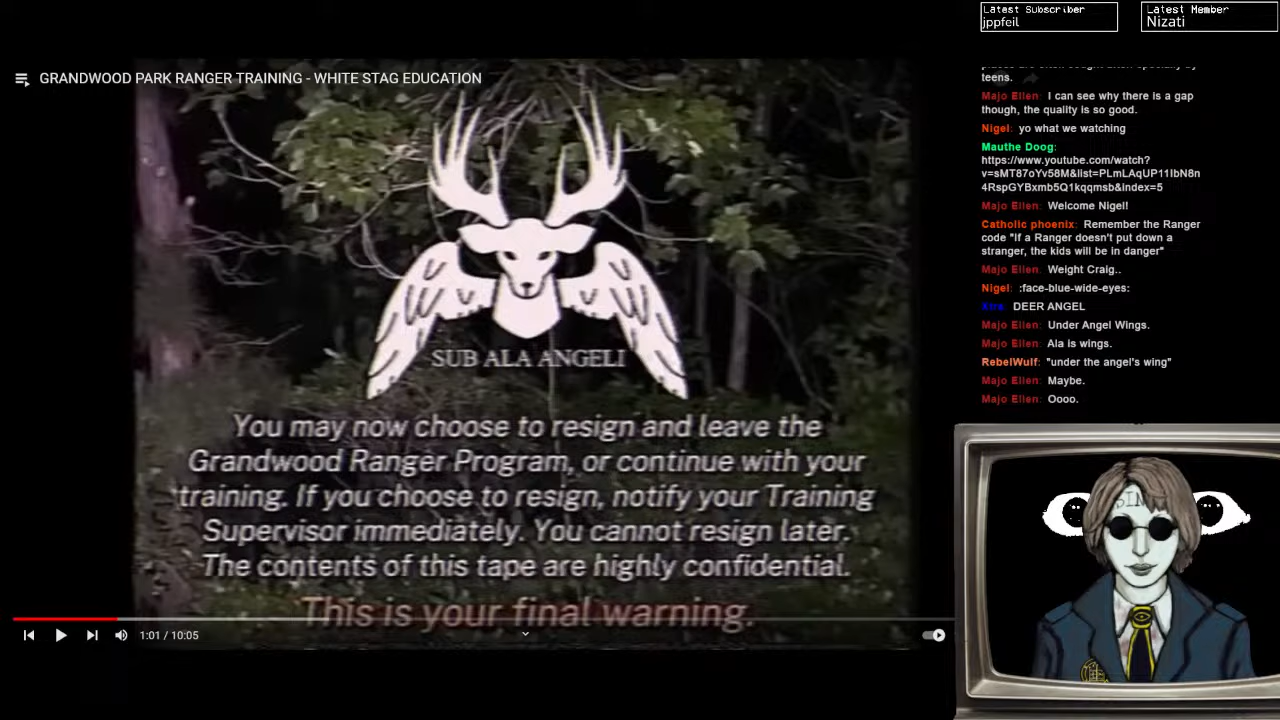 Latest Subscriber
jppfeil
Latest Member
Nizati
GRANDWOOD PARK RANGER TRAINING - WHITE STAG EDUCATION
SUB ALA ANGELI
You may now choose to resign and leave the
Grandwood Ranger Program, or continue with your
training. If you choose to resign, notify your Training
Supervisor immediately. You cannot resign later.
The contents of this tape are highly confidential.
This is your final warning.
1:01 / 10:05
teens.
Majo Ellen: I can see why there is a gap
though, the quality is so good.
Nigel: yo what we watching
Mauthe Doog:
https://www.youtube.com/watch?
v=sMT87oYv58M&list=PLmLAqUP11IbN8n
4RspGYBxmb5Q1kqqmsb&index=5
Majo Ellen: Welcome Nigel!
Catholic phoenix: Remember the Ranger
code "If a Ranger doesn't put down a
stranger, the kids will be in danger"
Majo Ellen: Weight Craig..
Nigel: :face-blue-wide-eyes:
DEER ANGEL
Majo Ellen: Under Angel Wings.
Majo Ellen: Ala is wings.
RebelWulf: "under the angel's wing"
Majo Ellen: Maybe.
Majo Ellen: Oooo.